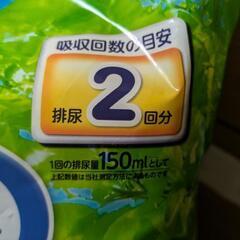 吸収回数の目安
排尿2回分
1回の排尿量150mlとして
上記数値は当社測定方法によるものです